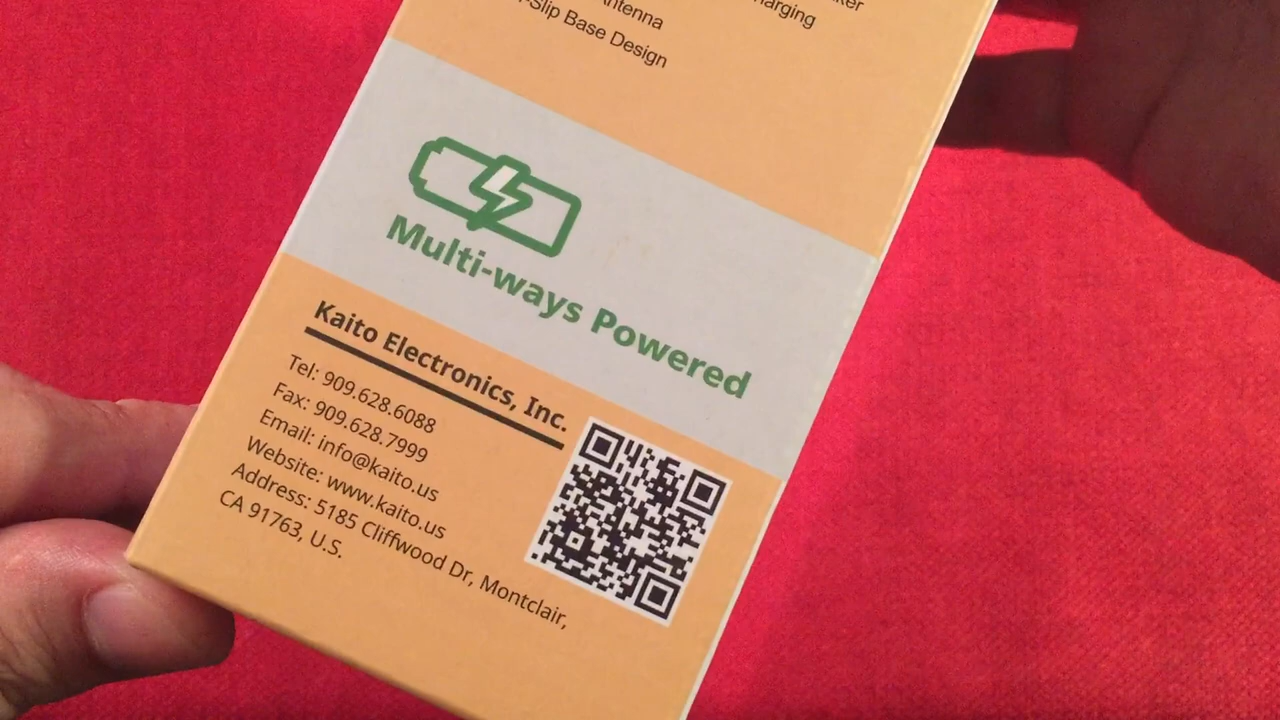 Antenna
-Slip Base Design
Multi-ways Powered
Kaito Electronics, Inc.
Tel: 909.628.6088
Fax: 909.628.7999
Email: info@kaito.us
Website: www.kaito.us
Address: 5185 Cliffwood Dr, Montclair,
CA 91763, U.S.